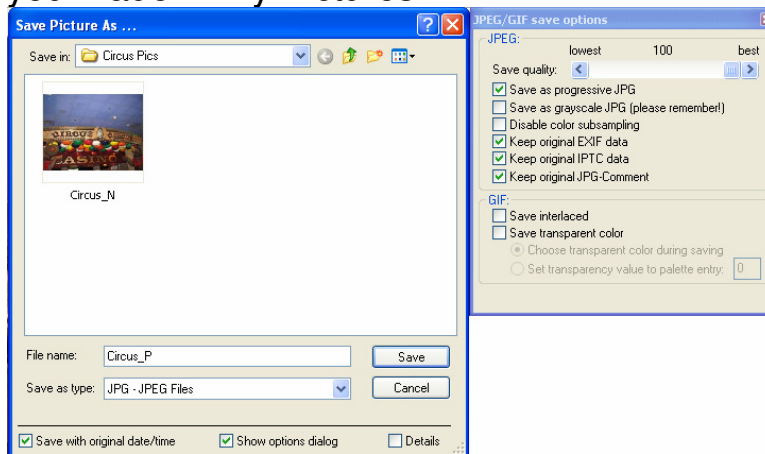 Save Picture As ...
Save in: Circus Pics
CIRCUS
Circus_N
File name: Circus_P
Save
Save as type: JPG - JPEG Files
Cancel
Save with original date/time
Show options dialog
Details
JPEG/GIF save options
JPEG:
lowest 100 best
Save quality:
Save as progressive JPG
Save as grayscale JPG (please remember!)
Disable color subsampling
Keep original EXIF data
Keep original IPTC data
Keep original JPG-Comment
GIF:
Save interlaced
Save transparent color
Choose transparent color during saving
Set transparency value to palette entry: 0